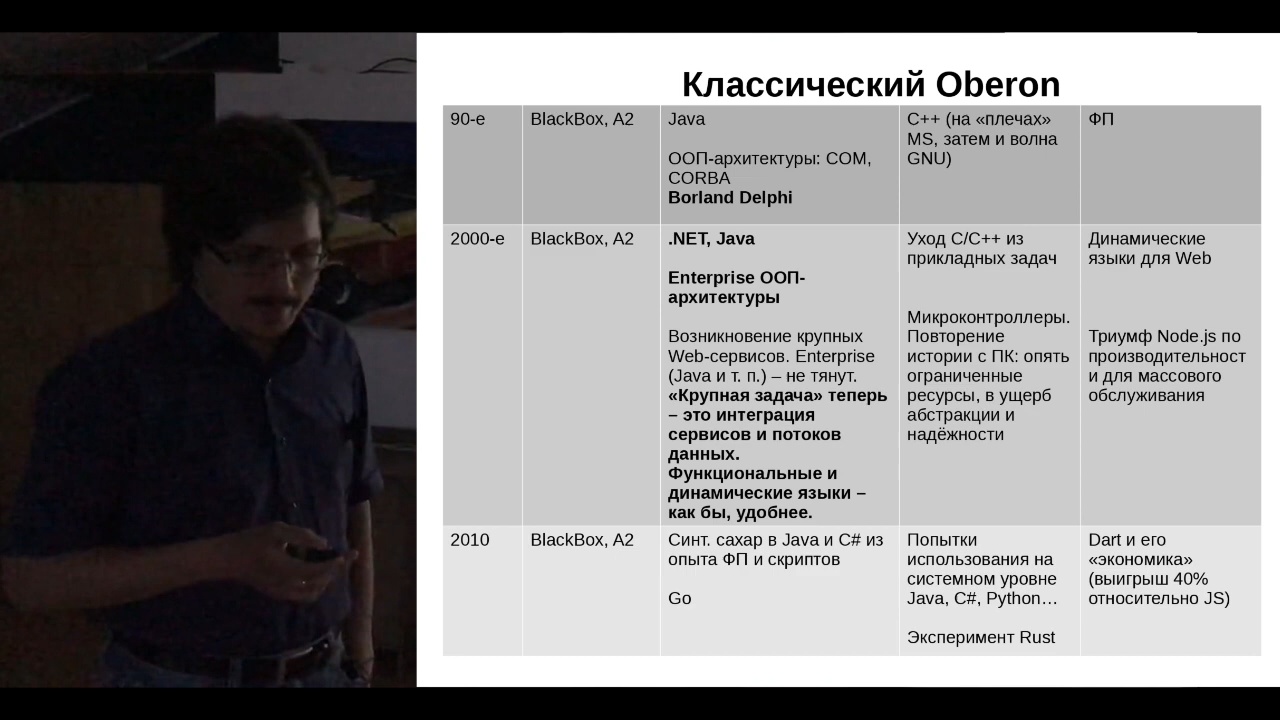 Классический Oberon
90-е
BlackBox, A2
Java
ООП-архитектуры: COM,
CORBA
Borland Delphi
C++ (на «плечах»
MS, затем и волна
GNU)
ФП
2000-е
BlackBox, A2
.NET, Java
Enterprise ООП-
архитектуры
Возникновение крупных
Web-сервисов. Enterprise
(Java и т. п.) – не тянут.
«Крупная задача» теперь
– это интеграция
сервисов и потоков
данных.
Функциональные и
динамические языки –
как бы, удобнее.
Уход C/C++ из
прикладных задач
Микроконтроллеры.
Повторение
истории с ПК: опять
ограниченные
ресурсы, в ущерб
абстракции и
надёжности
Динамические
языки для Web
Триумф Node.js по
производительност
и для массового
обслуживания
2010
BlackBox, A2
Синт. сахар в Java и C# из
опыта ФП и скриптов
Go
Попытки
использования на
системном уровне
Java, C#, Python…
Эксперимент Rust
Dart и его
«экономика»
(выигрыш 40%
относительно JS)